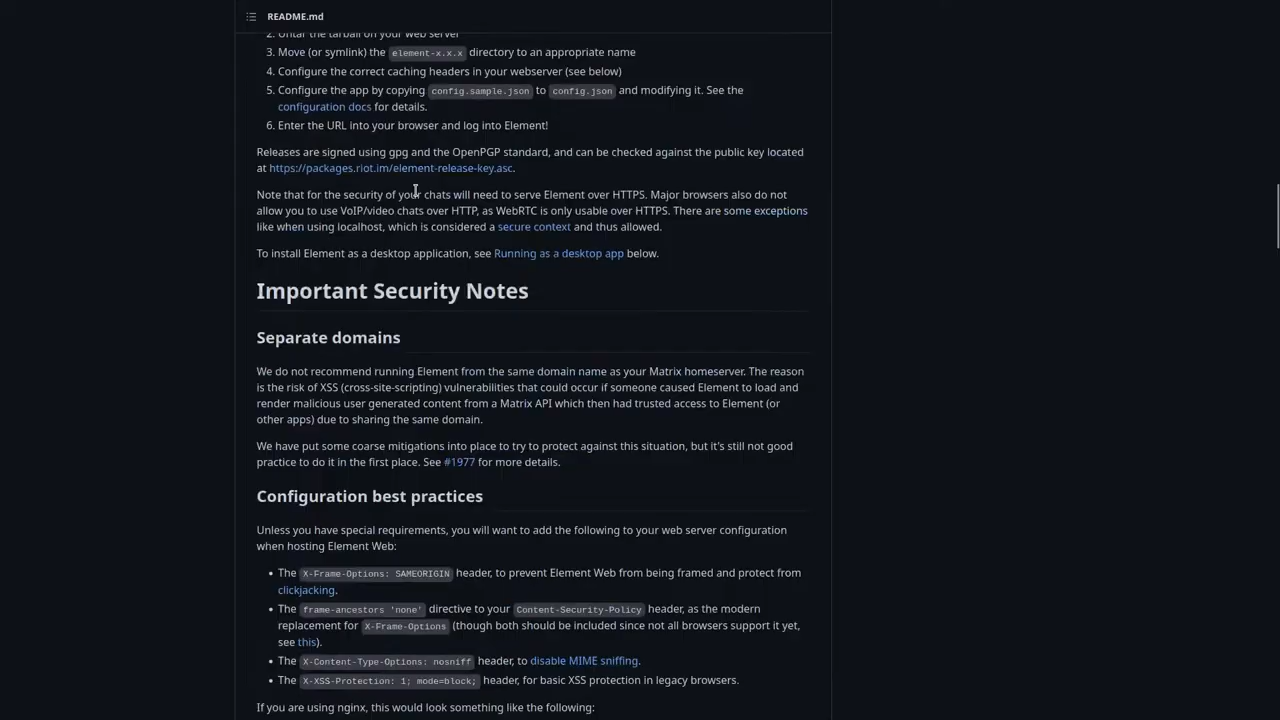 README.md
2. Untar the tarball on your web server
3. Move (or symlink) the element-x.x.x directory to an appropriate name
4. Configure the correct caching headers in your webserver (see below)
5. Configure the app by copying config.sample.json to config.json and modifying it. See the
configuration docs for details.
6. Enter the URL into your browser and log into Element!
Releases are signed using gpg and the OpenPGP standard, and can be checked against the public key located
at https://packages.riot.im/element-release-key.asc.
Note that for the security of your chats will need to serve Element over HTTPS. Major browsers also do not
allow you to use VoIP/video chats over HTTP, as WebRTC is only usable over HTTPS. There are some exceptions
like when using localhost, which is considered a secure context and thus allowed.
To install Element as a desktop application, see Running as a desktop app below.
Important Security Notes
Separate domains
We do not recommend running Element from the same domain name as your Matrix homeserver. The reason
is the risk of XSS (cross-site-scripting) vulnerabilities that could occur if someone caused Element to load and
render malicious user generated content from a Matrix API which then had trusted access to Element (or
other apps) due to sharing the same domain.
We have put some coarse mitigations into place to try to protect against this situation, but it's still not good
practice to do it in the first place. See #1977 for more details.
Configuration best practices
Unless you have special requirements, you will want to add the following to your web server configuration
when hosting Element Web:
• The X-Frame-Options: SAMEORIGIN header, to prevent Element Web from being framed and protect from
clickjacking.
• The frame-ancestors 'none' directive to your Content-Security-Policy header, as the modern
replacement for X-Frame-Options (though both should be included since not all browsers support it yet,
see this).
• The X-Content-Type-Options: nosniff header, to disable MIME sniffing.
• The X-XSS-Protection: 1; mode=block; header, for basic XSS protection in legacy browsers.
If you are using nginx, this would look something like the following: